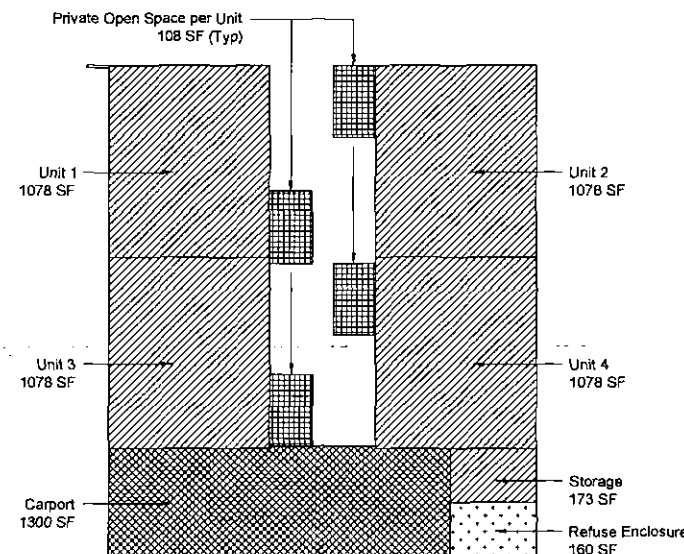 Private Open Space per Unit
108 SF (Typ)
Unit 1
1078 SF
Unit 2
1078 SF
Unit 3
1078 SF
Unit 4
1078 SF
Carport
1300 SF
Storage
173 SF
Refuse Enclosure
160 SF